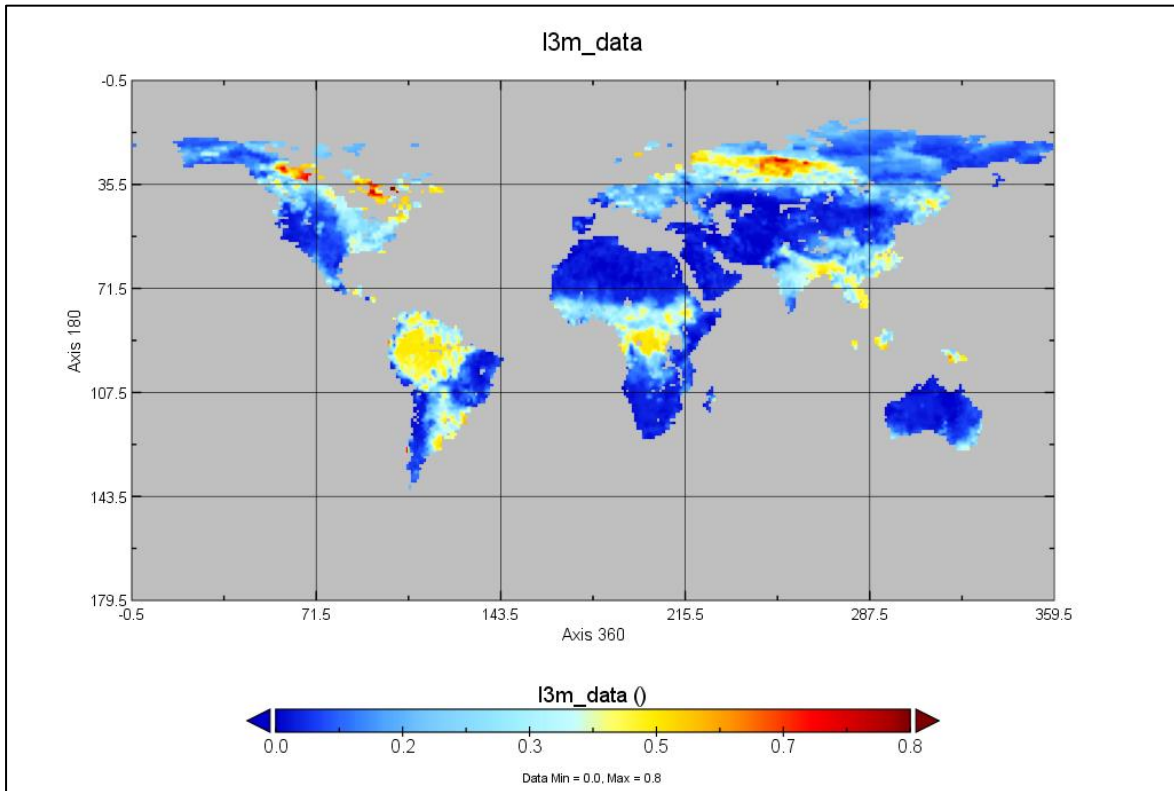 l3m_data
-0.5
35.5
71.5
107.5
143.5
179.5
Axis 180
-0.5 71.5 143.5 215.5 287.5 359.5
Axis 360
l3m_data ()
0.0 0.2 0.3 0.5 0.7 0.8
Data Min = 0.0, Max = 0.8